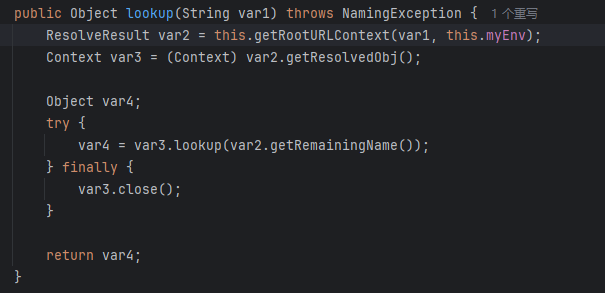 public Object lookup(String var1) throws NamingException { 1个重写
ResolveResult var2 = this.getRootURLContext(var1, this.myEnv);
Context var3 = (Context) var2.getResolvedObj();
Object var4;
try {
var4 = var3.lookup(var2.getRemainingName());
} finally {
var3.close();
}
return var4;
}